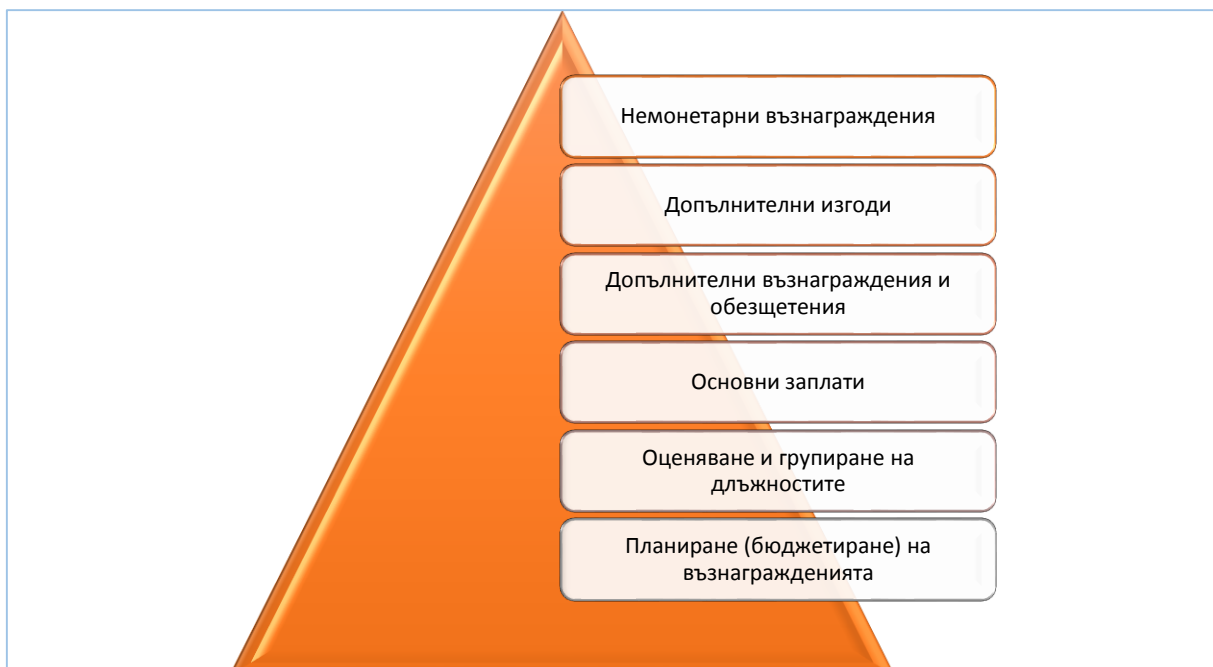 Немонетарни възнаграждения
Допълнителни изгоди
Допълнителни възнаграждения и
обезщетения
Основни заплати
Оценяване и групиране на
длъжностите
Планиране (бюджетиране) на
възнагражденията